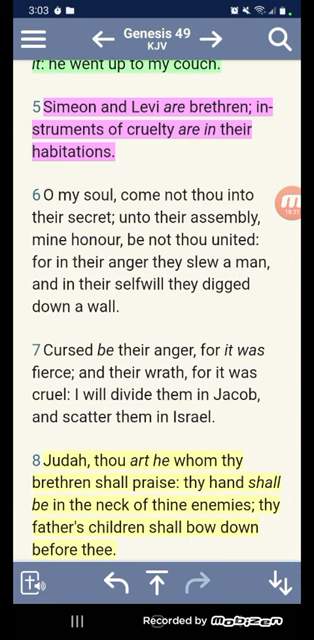 3:03
Genesis 49
KJV
it: he went up to my couch.
5 Simeon and Levi are brethren; in-
struments of cruelty are in their
habitations.
6 O my soul, come not thou into
their secret; unto their assembly,
mine honour, be not thou united:
for in their anger they slew a man,
and in their selfwill they digged
down a wall.
7 Cursed be their anger, for it was
fierce; and their wrath, for it was
cruel: I will divide them in Jacob,
and scatter them in Israel.
8 Judah, thou art he whom thy
brethren shall praise: thy hand shall
be in the neck of thine enemies; thy
father's children shall bow down
before thee.
Recorded by mobizen